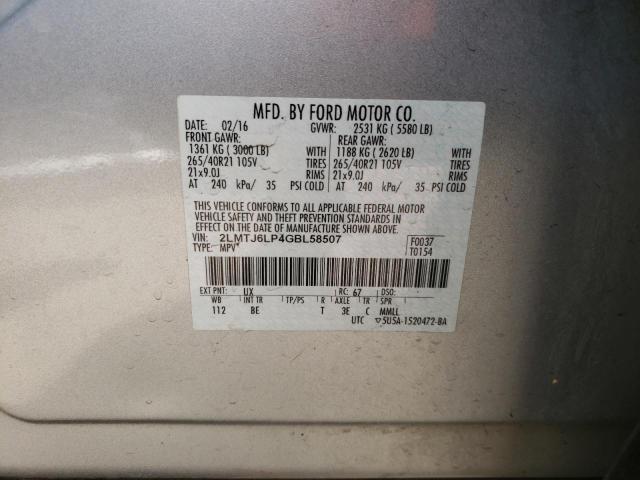 MFD. BY FORD MOTOR CO.
DATE: 02/16 GVWR: 2531 KG ( 5580 LB)
FRONT GAWR: REAR GAWR:
1361 KG ( 3000 LB) WITH 1188 KG ( 2620 LB) WITH
265/40R21 105V TIRES 265/40R21 105V TIRES
21x9.0J RIMS 21x9.0J RIMS
AT 240 kPa/ 35 PSI COLD AT 240 kPa/ 35 PSI COLD
THIS VEHICLE CONFORMS TO ALL APPLICABLE FEDERAL MOTOR
VEHICLE SAFETY AND THEFT PREVENTION STANDARDS IN
EFFECT ON THE DATE OF MANUFACTURE SHOWN ABOVE.
VIN: 2LMTJ6LP4GBL58507 F0037
TYPE: MPV T0154
EXT PNT: UX RC: 67 DSO:
WB INT TR TP/PS R AXLE TR SPR
112 BE T 3E C MMLL
UTC ▽5U5A-1520472-BA